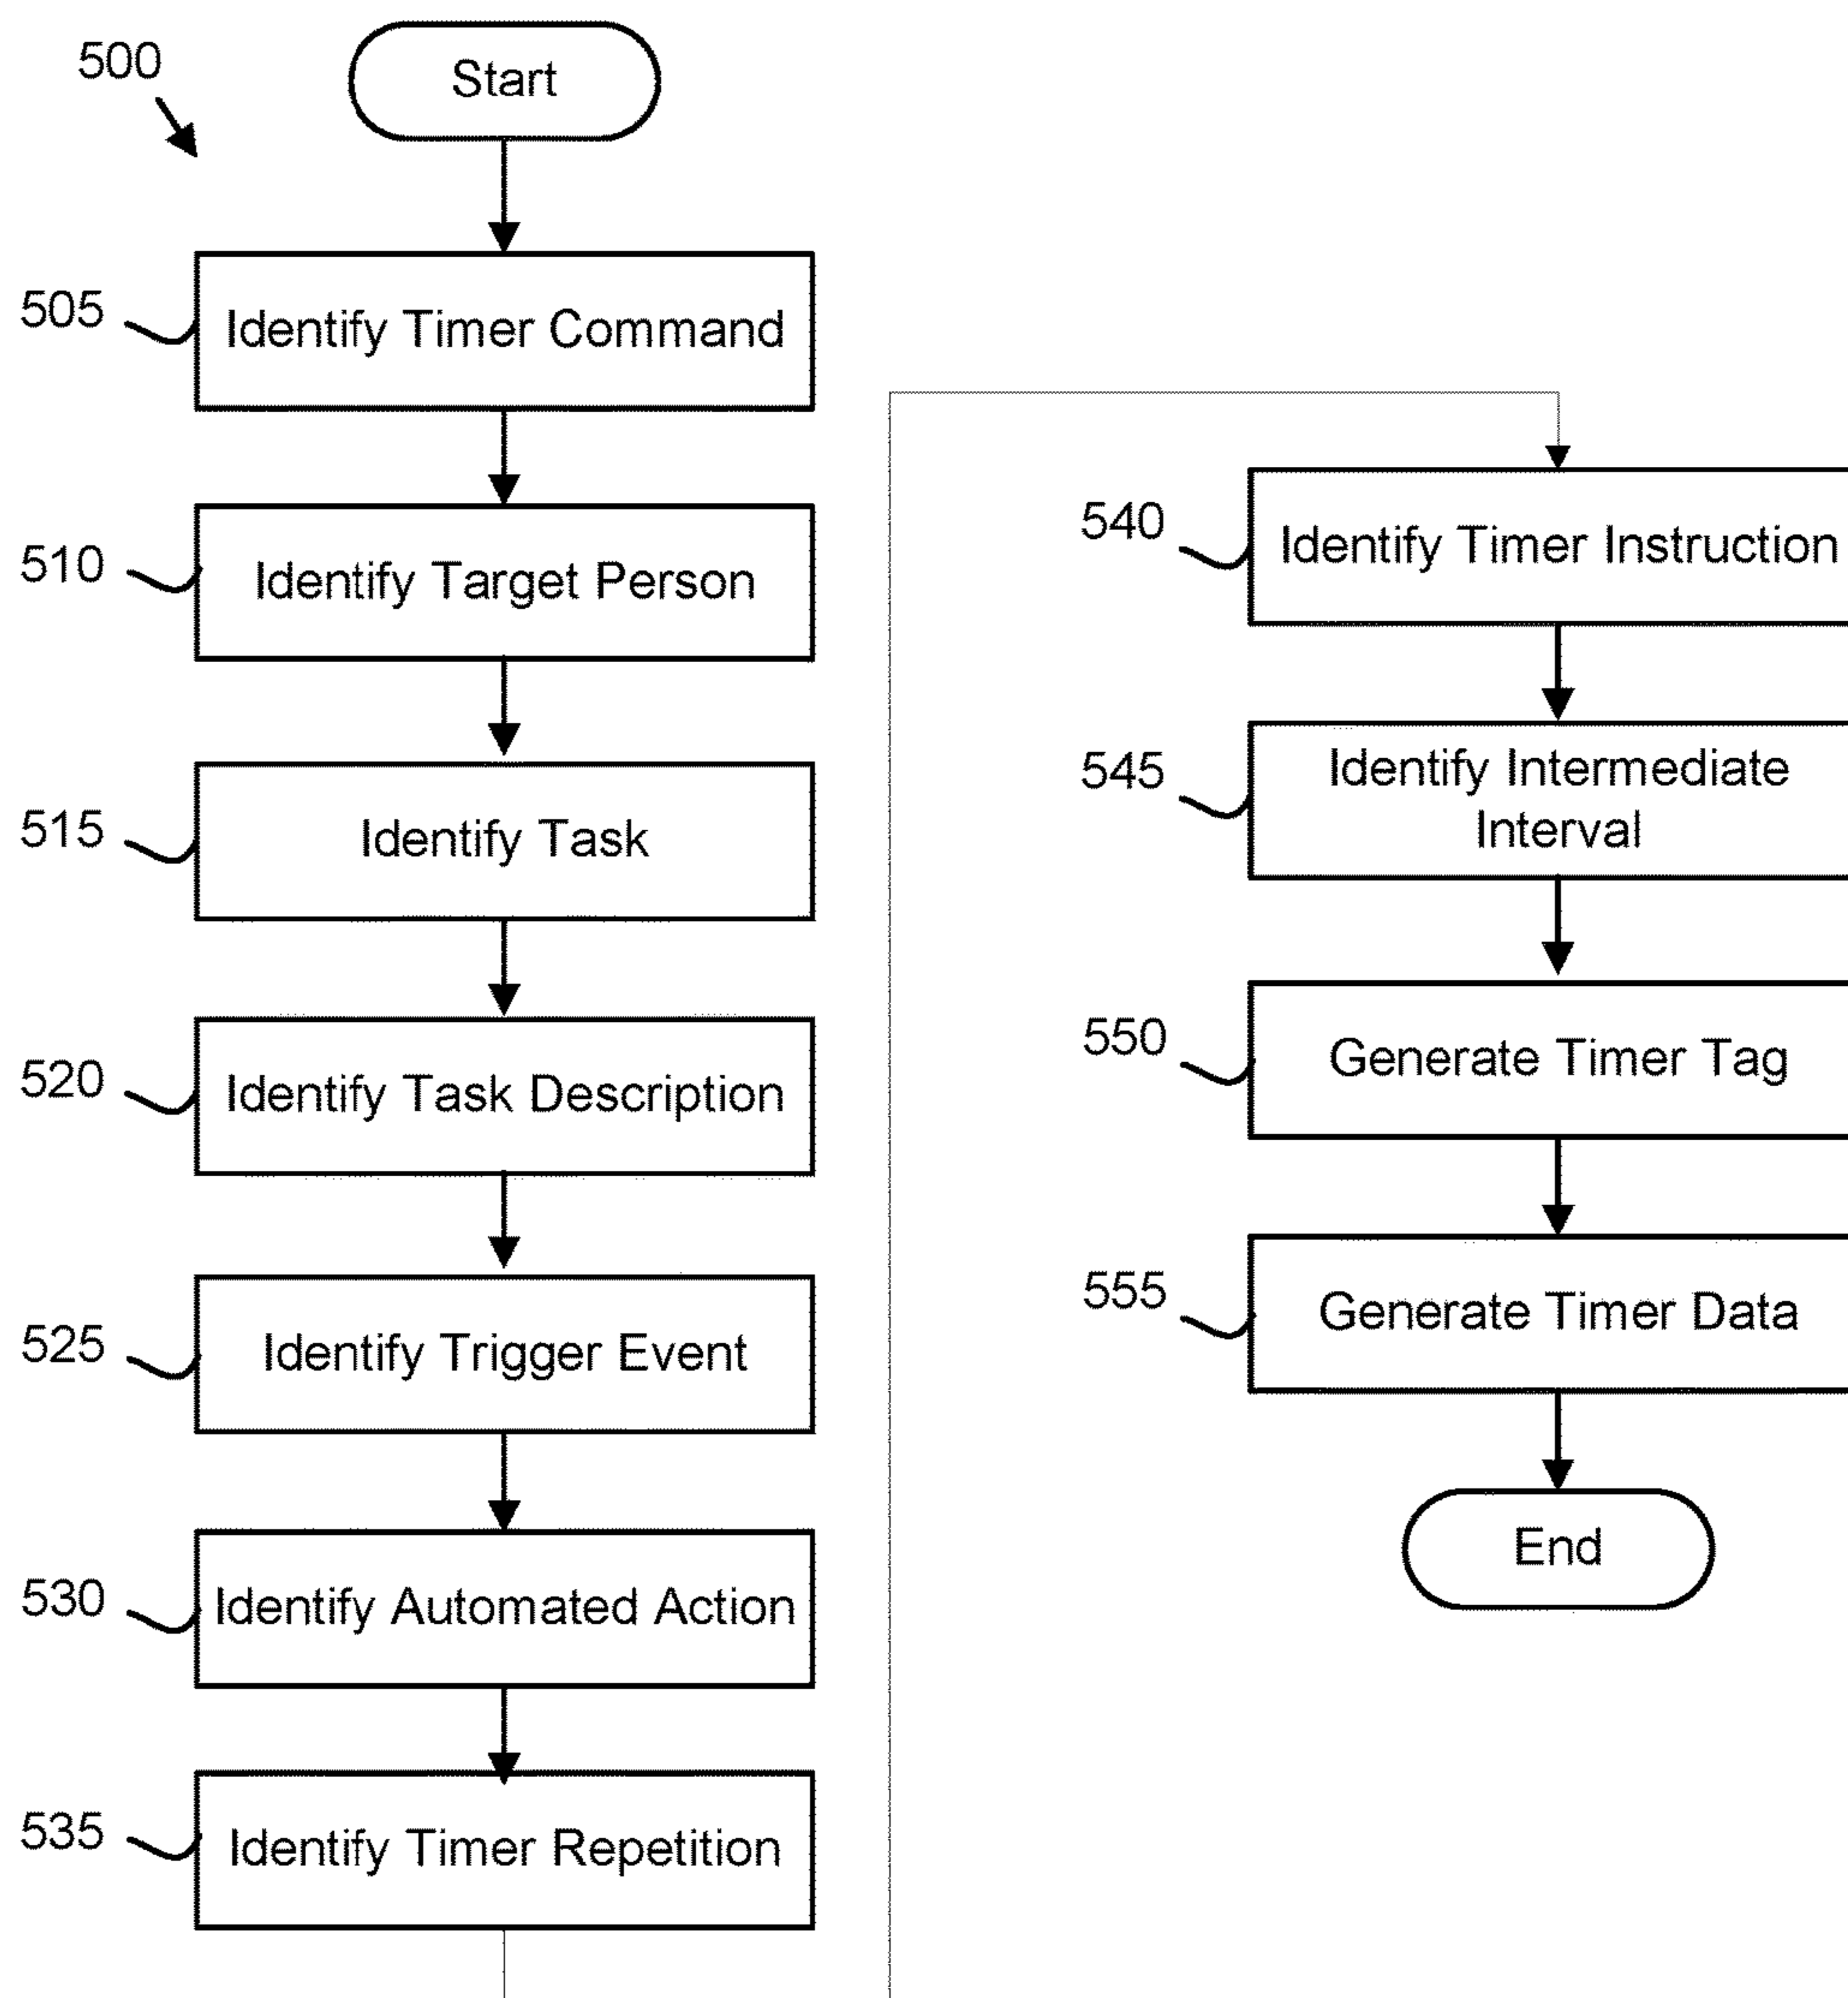 500
Start
505
Identify Timer Command
510
Identify Target Person
515
Identify Task
520
Identify Task Description
525
Identify Trigger Event
530
Identify Automated Action
535
Identify Timer Repetition
540
Identify Timer Instruction
545
Identify Intermediate
Interval
550
Generate Timer Tag
555
Generate Timer Data
End